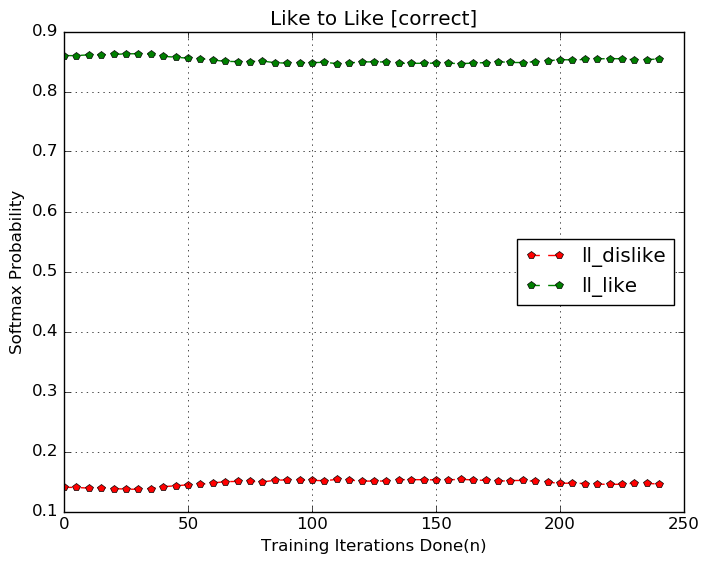 Like to Like [correct]
0.9
0.8
0.7
0.6
0.5
0.4
0.3
0.2
0.1
Softmax Probability
ll_dislike
ll_like
0 50 100 150 200 250
Training Iterations Done(n)